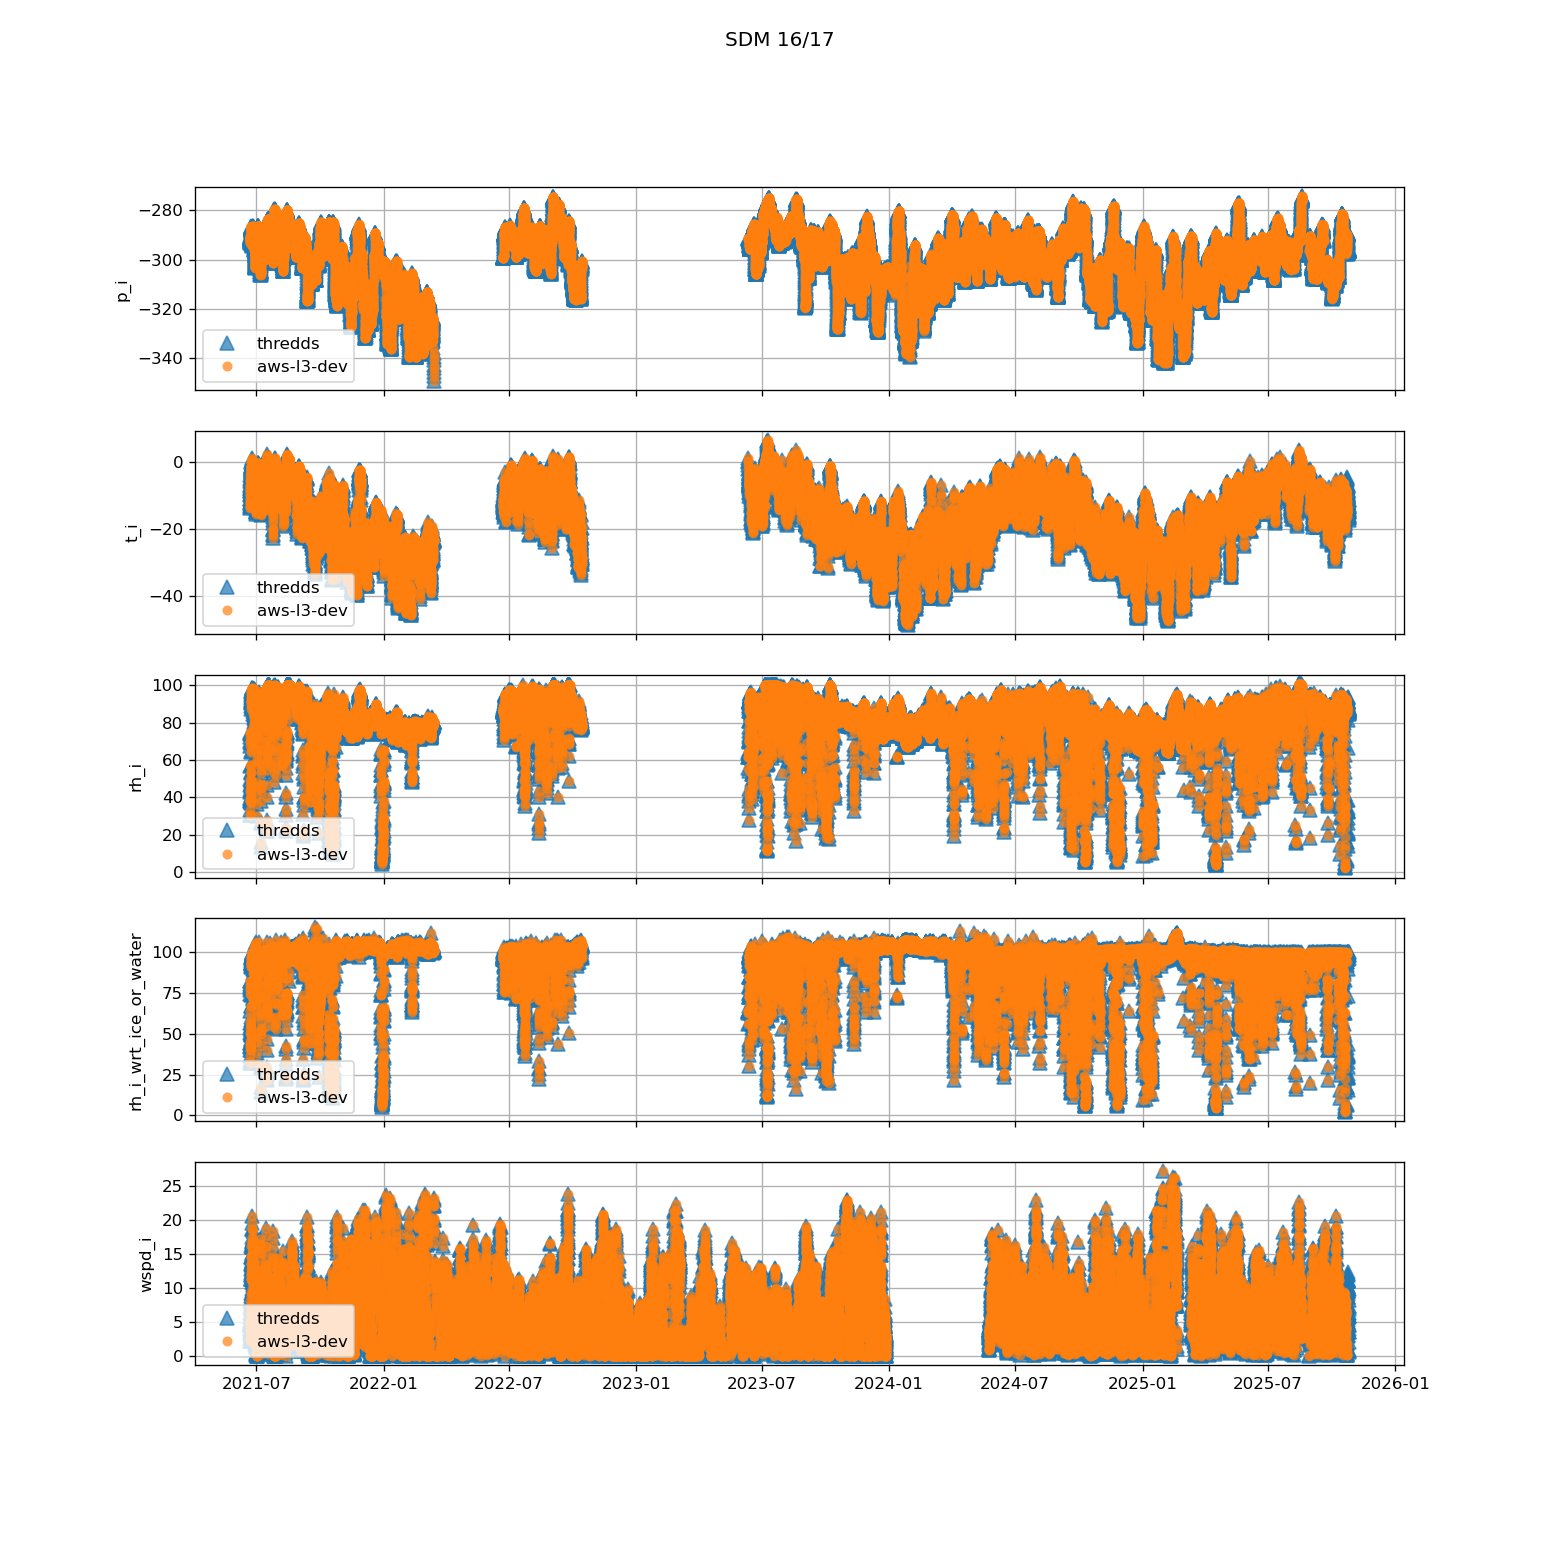 SDM 16/17
−280
−300
−320
−340
p_i
thredds
aws-l3-dev
0
−20
−40
t_i
thredds
aws-l3-dev
100
80
60
40
20
0
rh_i
thredds
aws-l3-dev
100
75
50
25
0
rh_i_wrt_ice_or_water
thredds
aws-l3-dev
25
20
15
10
5
0
wspd_i
thredds
aws-l3-dev
2021-07 2022-01 2022-07 2023-01 2023-07 2024-01 2024-07 2025-01 2025-07 2026-01